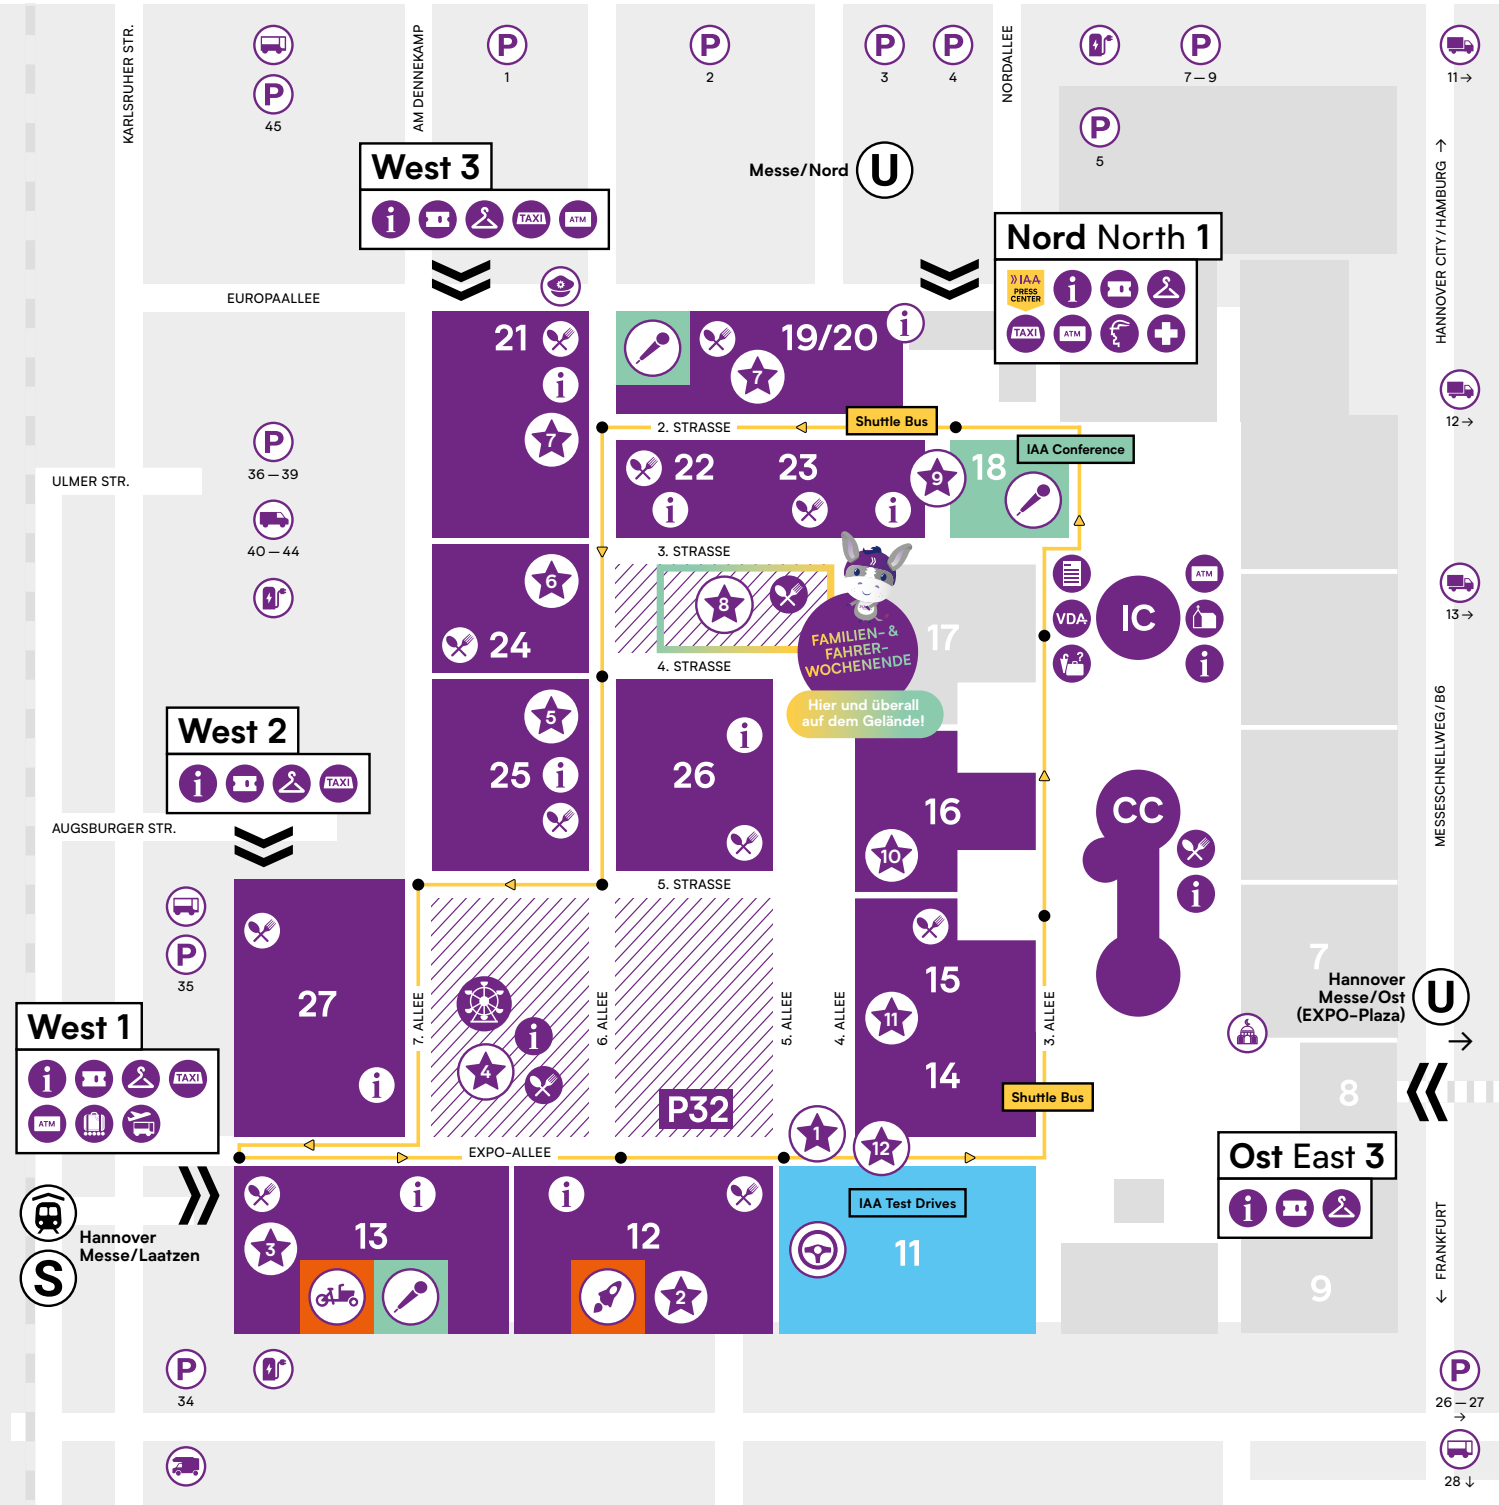 KARLSRUHER STR.
AM DENNEKAMP
NORDALLEE
P
45
P
1
P
2
P
3
P
4
P
7 – 9
P
5
11→
HANNOVER CITY / HAMBURG →
West 3
i
TAXI
ATM
Messe/Nord
U
Nord North 1
»IAA
PRESS
CENTER
i
TAXI
ATM
EUROPAALLEE
21
i
7
19/20
7
i
2. STRASSE
Shuttle Bus
IAA Conference
22
23
i
i
9
18
12→
P
36 – 39
40 – 44
ULMER STR.
3. STRASSE
6
24
8
FAMILIEN- &
FAHRER-
WOCHENENDE
Hier und überall
auf dem Gelände!
17
4. STRASSE
VDA
IC
ATM
i
13→
MESSESCHNELLWEG / B6
West 2
i
TAXI
AUGSBURGER STR.
5
25
i
26
i
16
10
CC
i
5. STRASSE
P
35
27
i
7. ALLEE
4
i
6. ALLEE
P32
5. ALLEE
4. ALLEE
15
11
14
3. ALLEE
Shuttle Bus
7
Hannover
Messe/Ost
(EXPO-Plaza)
U
→
8
West 1
i
TAXI
ATM
EXPO-ALLEE
1
12
Ost East 3
i
S
Hannover
Messe/Laatzen
i
3
13
i
12
2
IAA Test Drives
11
9
← FRANKFURT
P
34
P
26 – 27
→
28 ↓